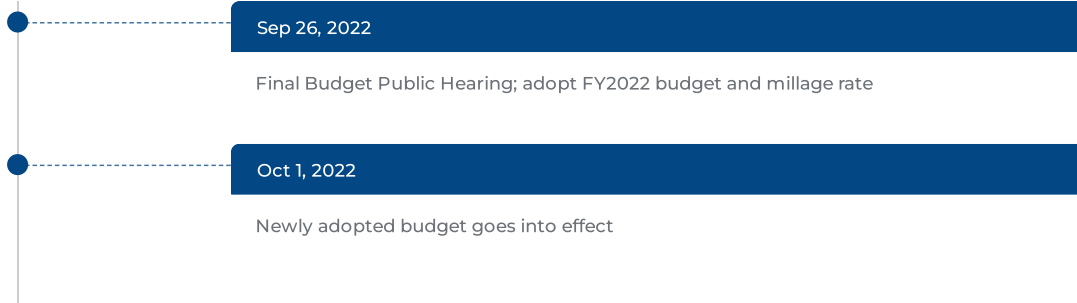 Sep 26, 2022
Final Budget Public Hearing; adopt FY2022 budget and millage rate
Oct 1, 2022
Newly adopted budget goes into effect